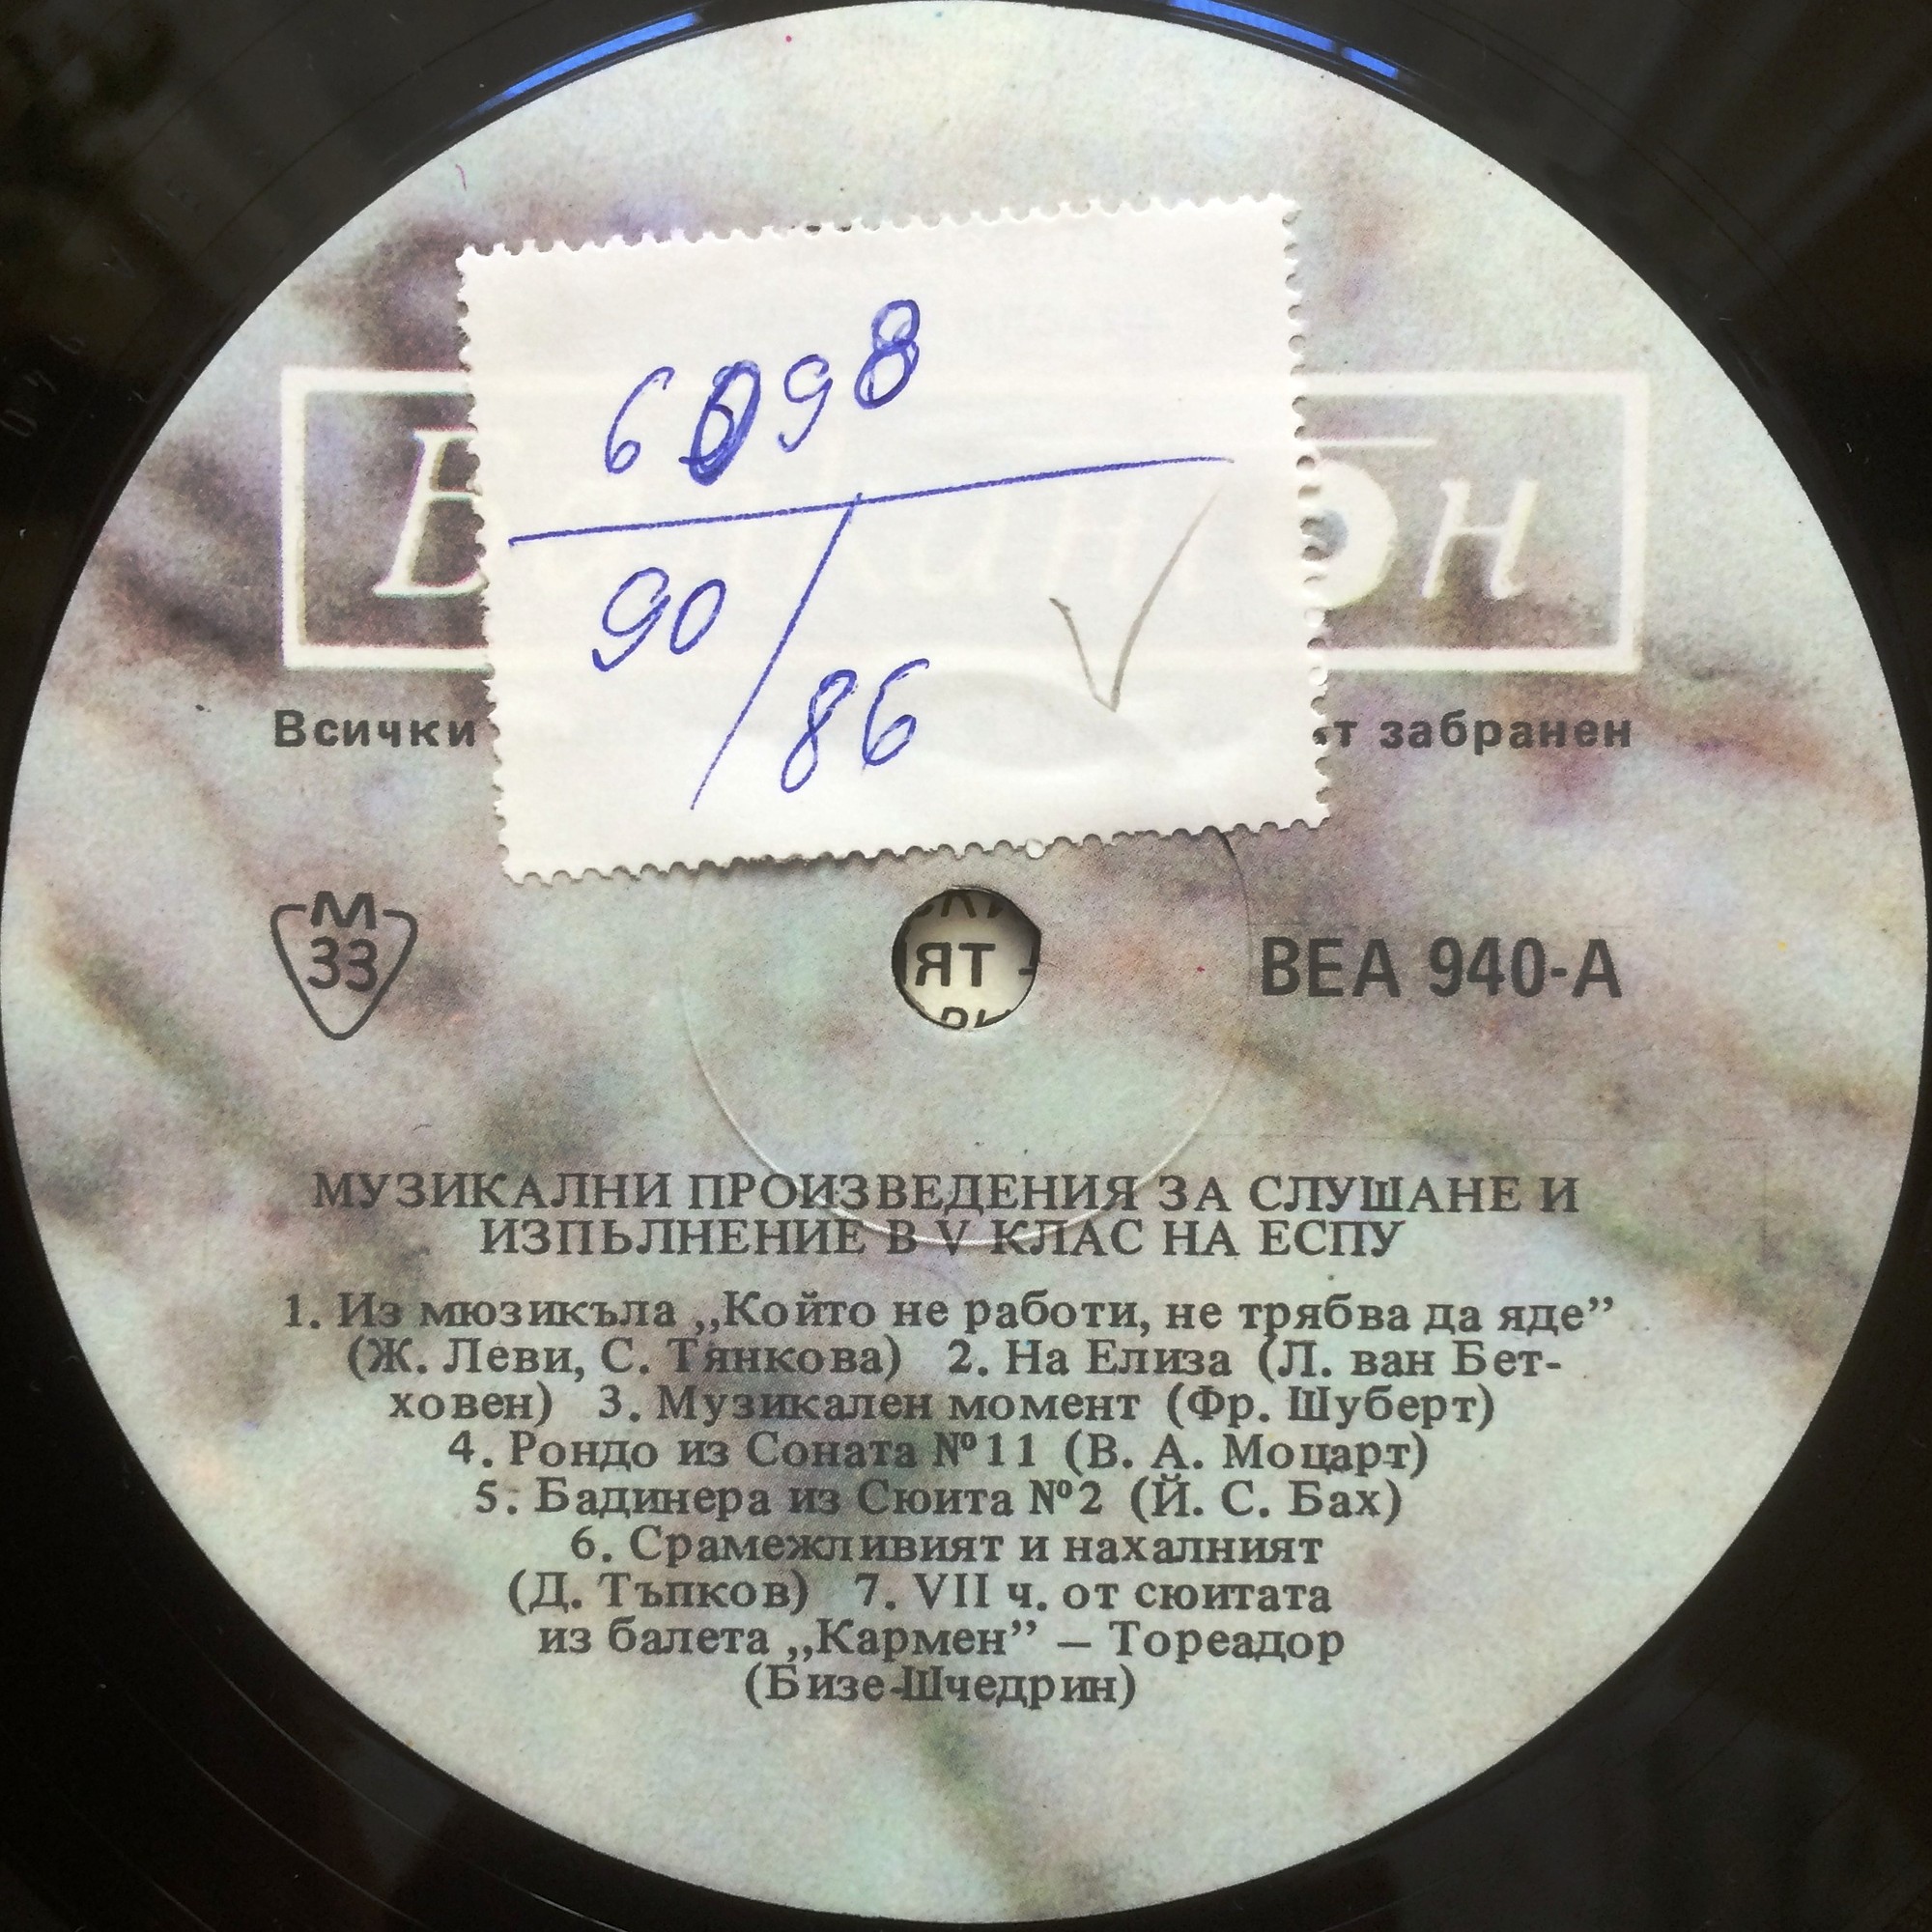 6098
90/86
Всички
забранен
М
33
ВЕА 940-А
ЯТ -
МУЗИКАЛНИ ПРОИЗВЕДЕНИЯ ЗА СЛУШАНЕ И
ИЗПЪЛНЕНИЕ В V КЛАС НА ЕСПУ
1. Из мюзикъла „Който не работи, не трябва да яде”
(Ж. Леви, С. Тянкова) 2. На Елиза (Л. ван Бет-
ховен) 3. Музикален момент (Фр. Шуберт)
4. Рондо из Соната №11 (В. А. Моцарт)
5. Бадинера из Сюита №2 (Й. С. Бах)
6. Срамежливият и нахалният
(Д. Тъпков) 7. VII ч. от сюитата
из балета „Кармен” — Тореадор
(Бизе-Шчедрин)